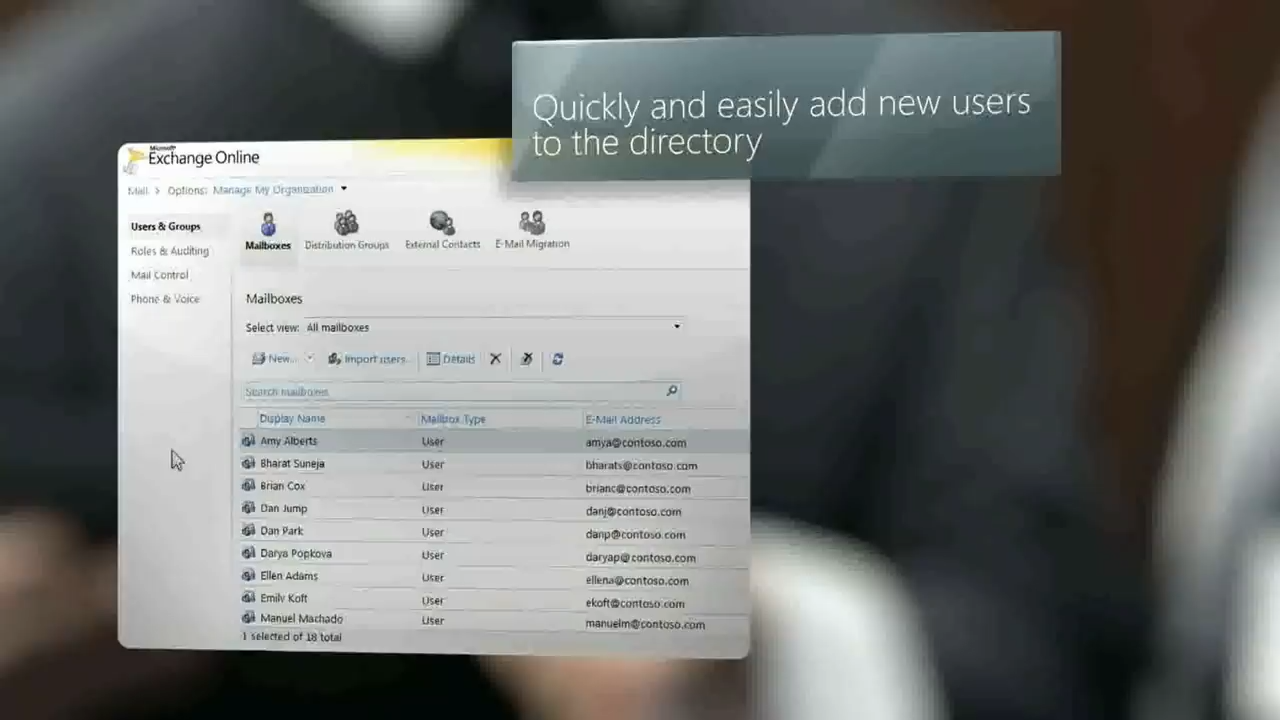 Quickly and easily add new users
to the directory
Microsoft
Exchange Online
Mail > Options: Manage My Organization
Users & Groups
Roles & Auditing
Mail Control
Phone & Voice
Mailboxes
Distribution Groups
External Contacts
E-Mail Migration
Mailboxes
Select view: All mailboxes
New...
Import users...
Details
Search mailboxes
Display Name Mailbox Type E-Mail Address
Amy Alberts User amya@contoso.com
Bharat Suneja User bharats@contoso.com
Brian Cox User brianc@contoso.com
Dan Jump User danj@contoso.com
Dan Park User danp@contoso.com
Darya Popkova User daryap@contoso.com
Ellen Adams User ellena@contoso.com
Emily Koft User ekoft@contoso.com
Manuel Machado User manuelm@contoso.com
1 selected of 18 total